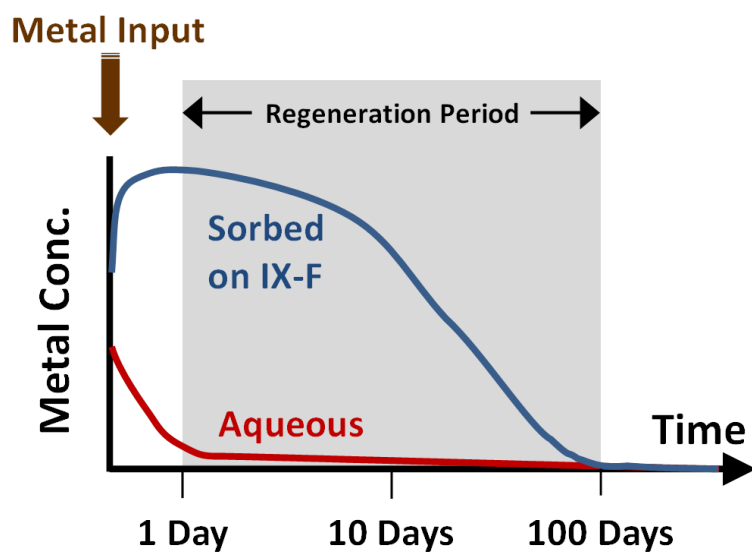 Metal Input
Regeneration Period
Metal Conc.
Sorbed
on IX-F
Aqueous
Time
1 Day
10 Days
100 Days